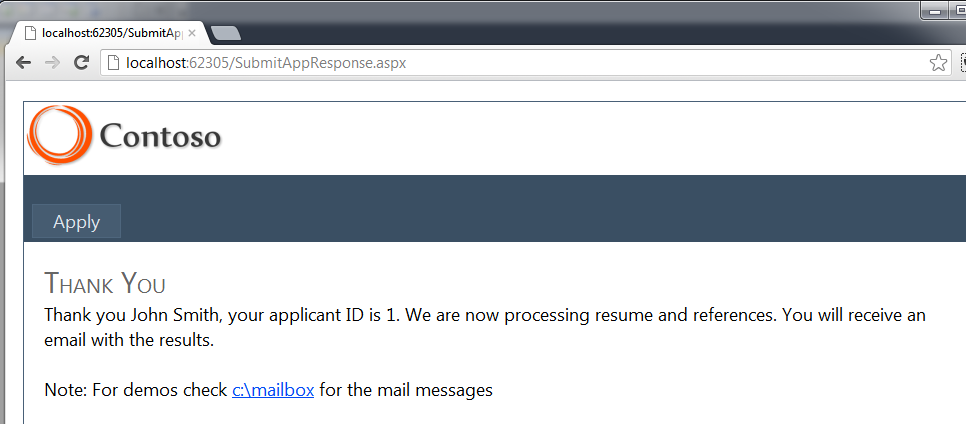 localhost:62305/SubmitAp
localhost:62305/SubmitAppResponse.aspx
Contoso
Apply
Thank You
Thank you John Smith, your applicant ID is 1. We are now processing resume and references. You will receive an
email with the results.
Note: For demos check c:\mailbox for the mail messages